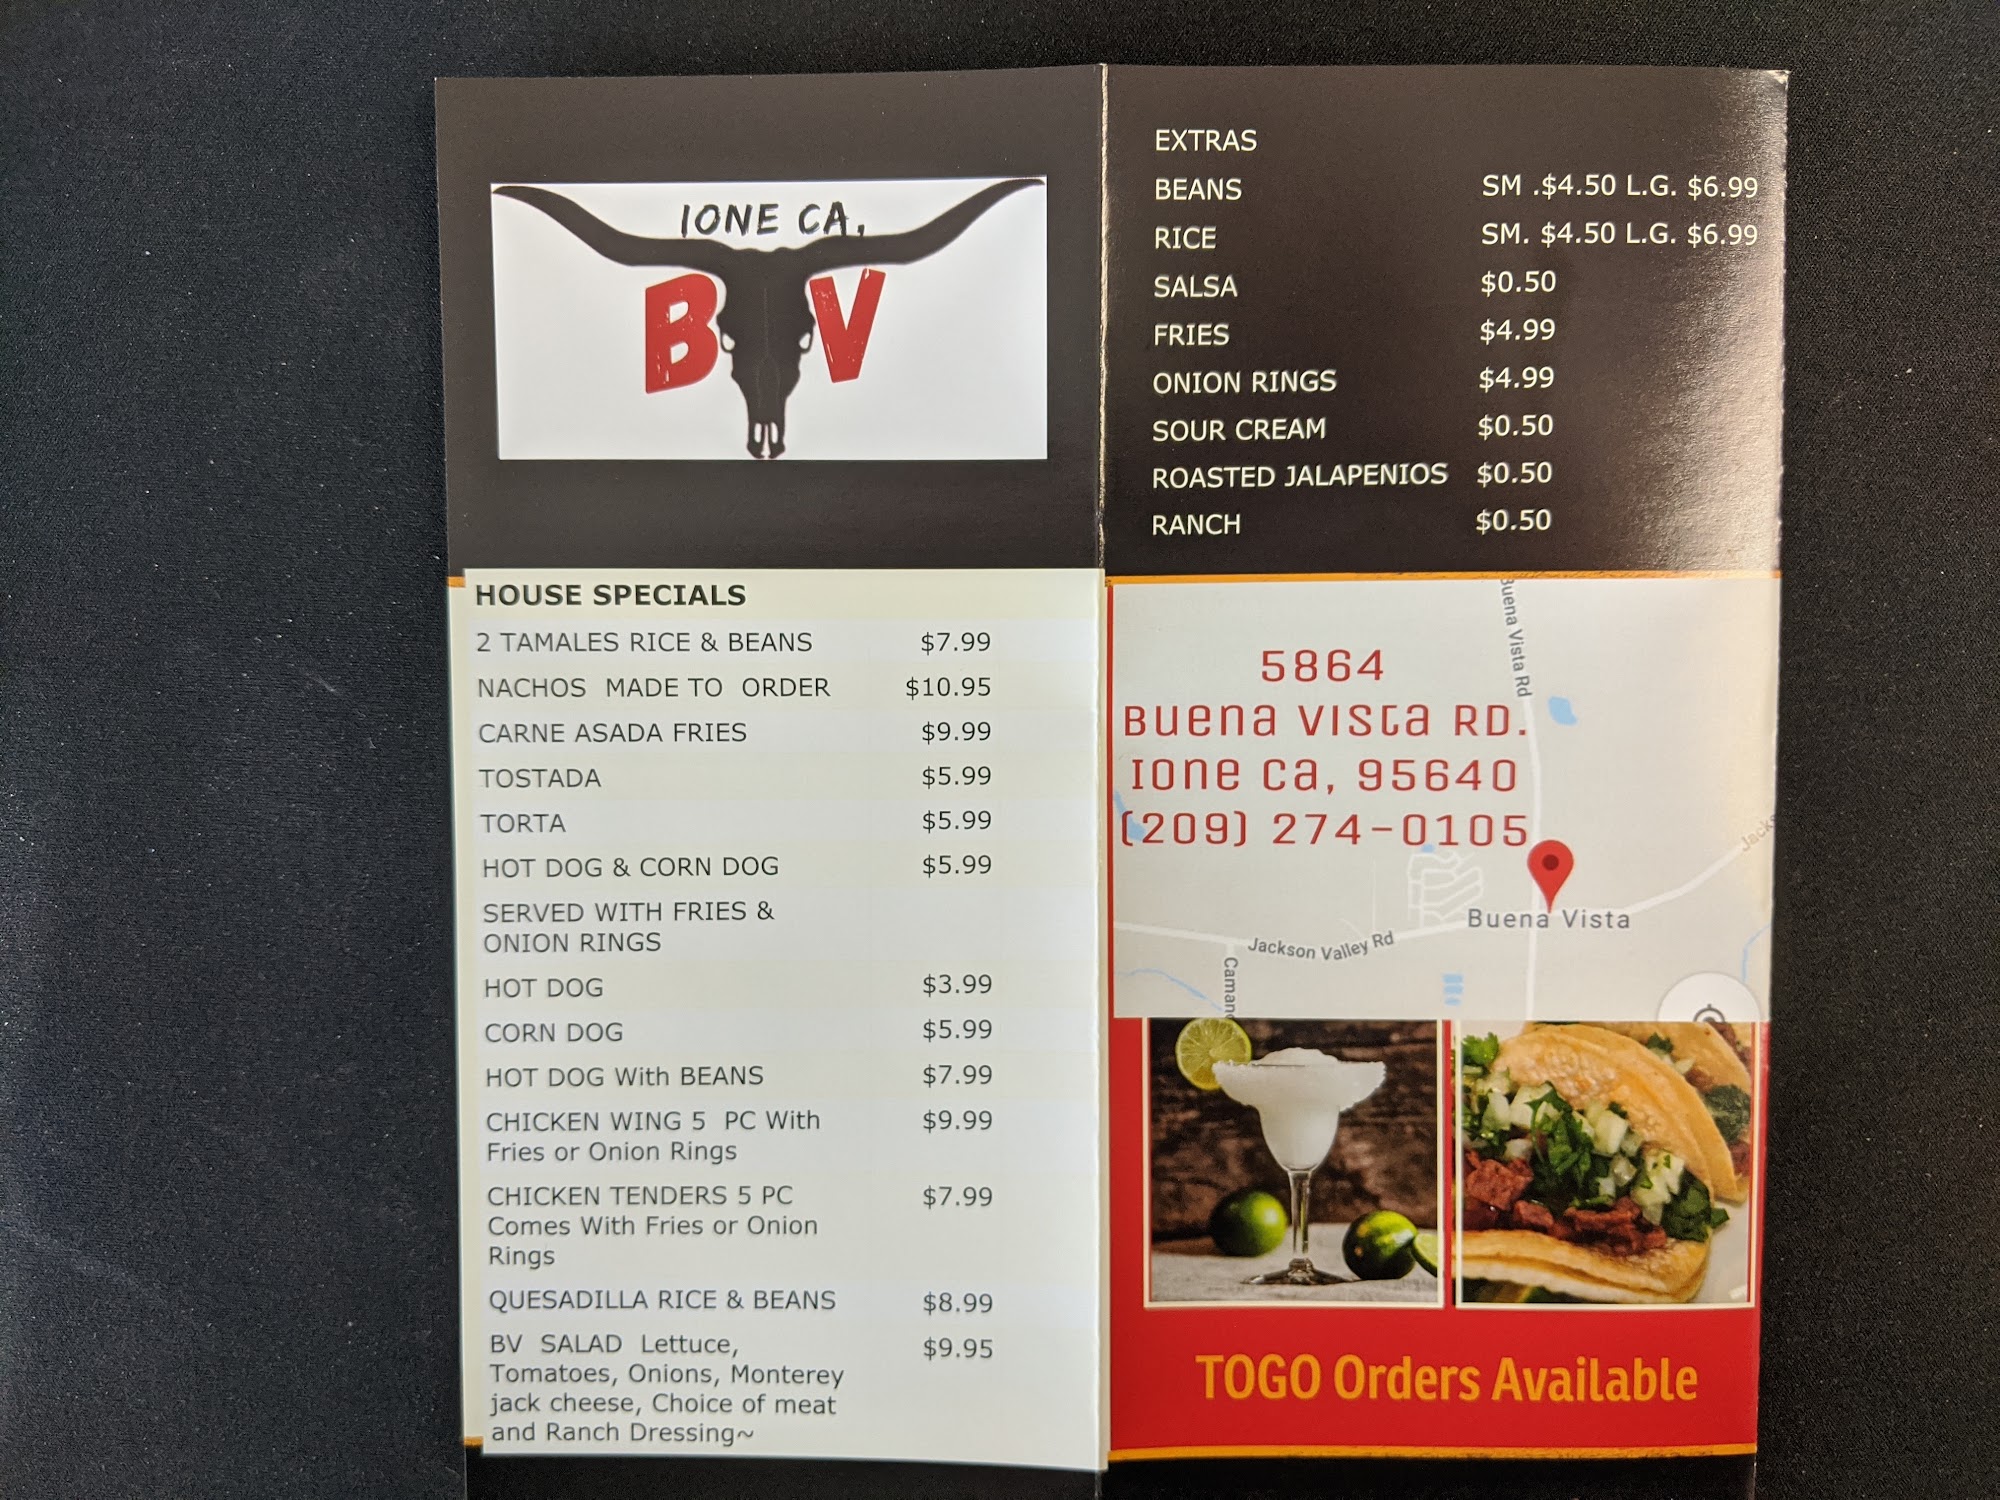 IONE CA,
B V
HOUSE SPECIALS
2 TAMALES RICE & BEANS $7.99
NACHOS MADE TO ORDER $10.95
CARNE ASADA FRIES $9.99
TOSTADA $5.99
TORTA $5.99
HOT DOG & CORN DOG $5.99
SERVED WITH FRIES &
ONION RINGS
HOT DOG $3.99
CORN DOG $5.99
HOT DOG With BEANS $7.99
CHICKEN WING 5 PC With $9.99
Fries or Onion Rings
CHICKEN TENDERS 5 PC $7.99
Comes With Fries or Onion
Rings
QUESADILLA RICE & BEANS $8.99
BV SALAD Lettuce, $9.95
Tomatoes, Onions, Monterey
jack cheese, Choice of meat
and Ranch Dressing~
EXTRAS
BEANS SM .$4.50 L.G. $6.99
RICE SM. $4.50 L.G. $6.99
SALSA $0.50
FRIES $4.99
ONION RINGS $4.99
SOUR CREAM $0.50
ROASTED JALAPENIOS $0.50
RANCH $0.50
Buena Vista Rd
5864
Buena Vista RD.
Ione Ca, 95640
(209) 274-0105
Jacks
Buena Vista
Jackson Valley Rd
Caman
TOGO Orders Available